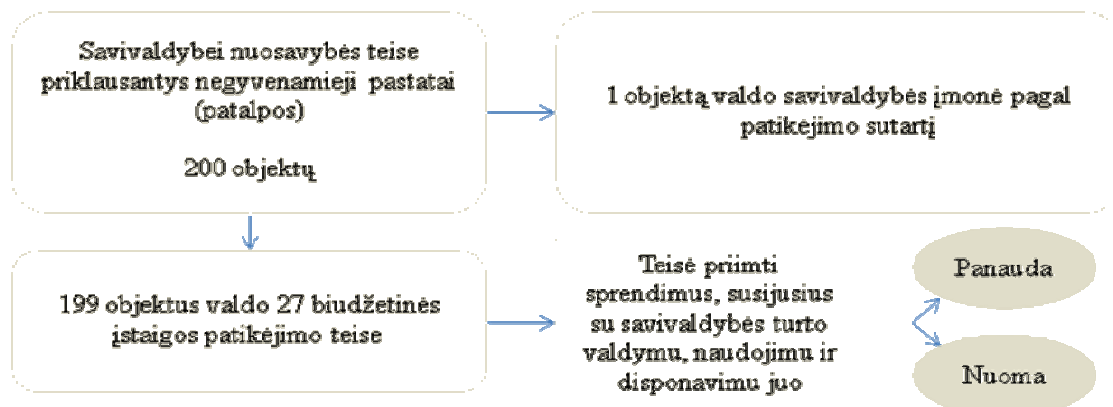 Savivaldybei nuosavybės teise
priklausantys negyvenamieji pastatai
(patalpos)
200 objektų
1 objektą valdo savivaldybės įmonė pagal
patikėjimo sutartį
199 objektus valdo 27 biudžetinės
įstaigos patikėjimo teise
Teisė priimti
sprendimus, susijusius
su savivaldybės turto
valdymu, naudojimu ir
disponavimu juo
Panauda
Nuoma